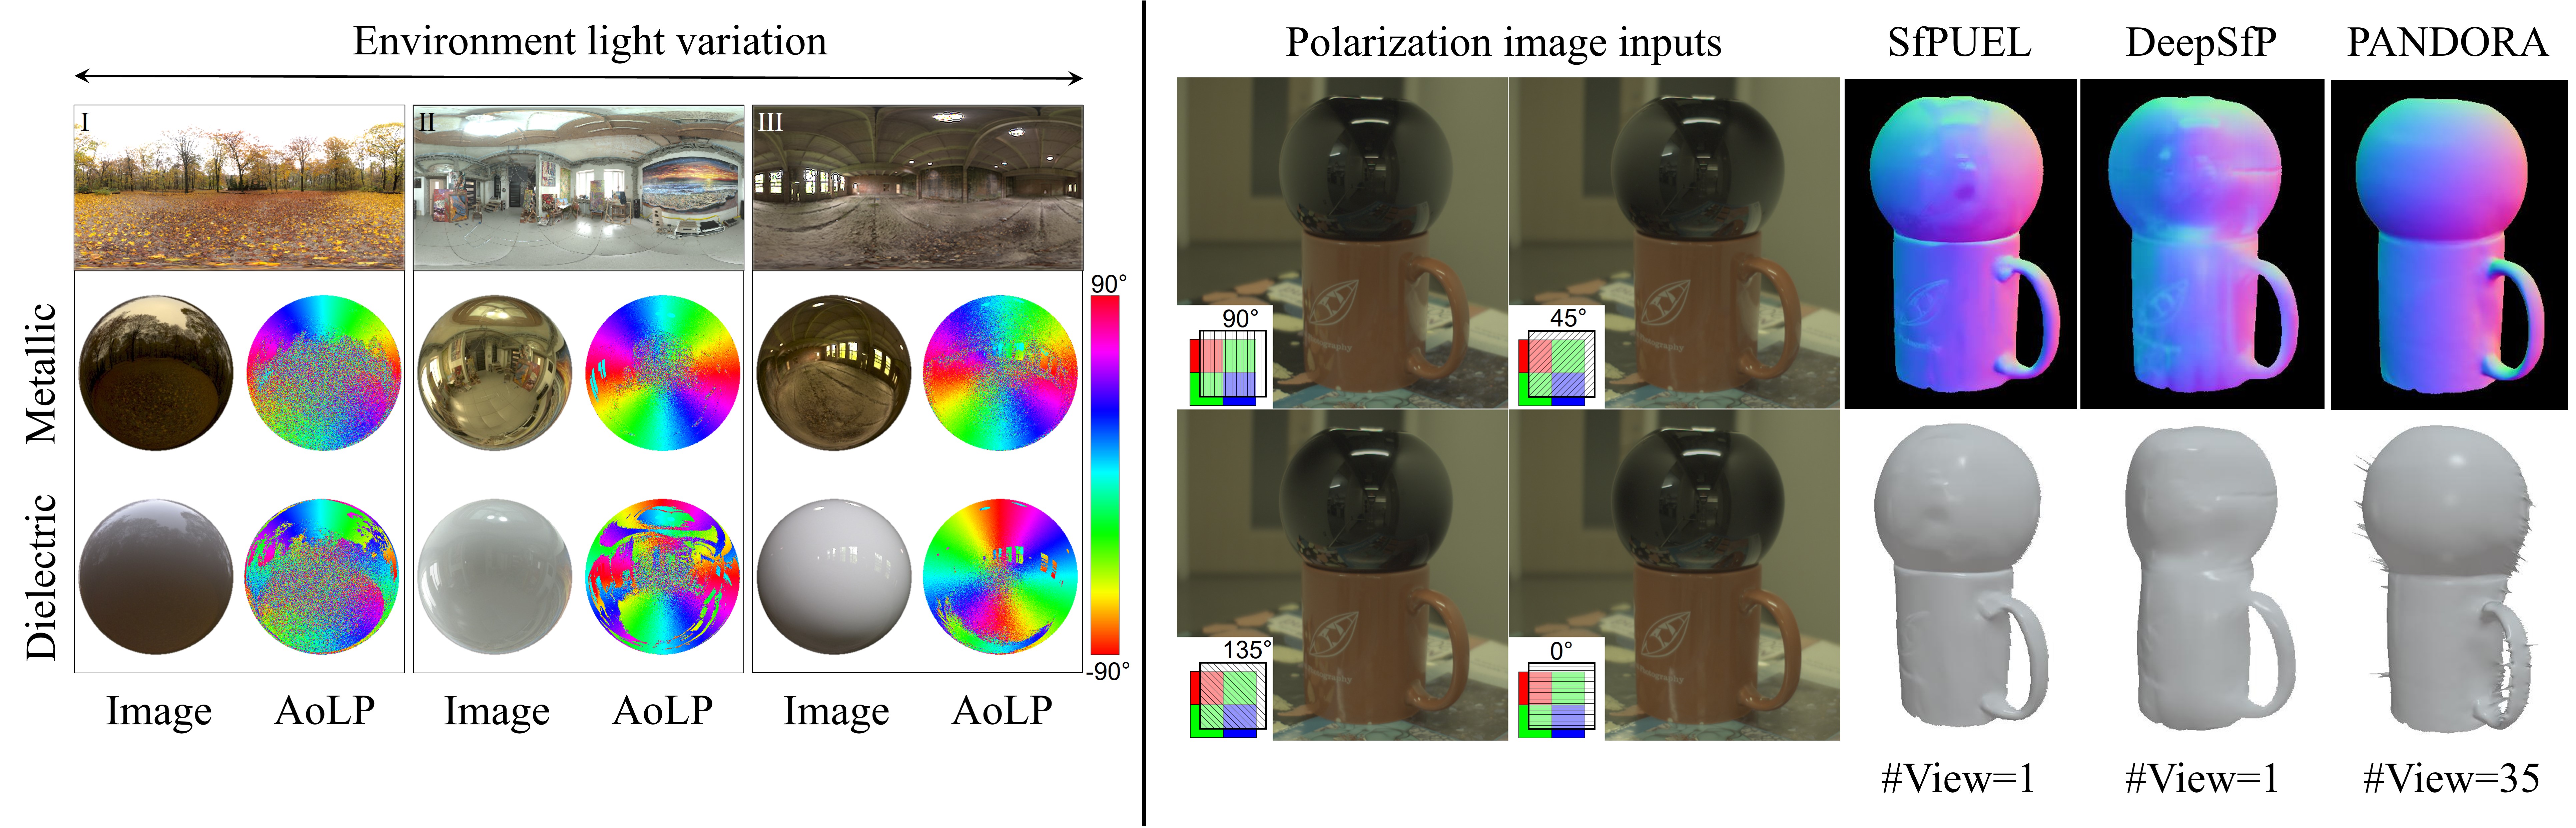 Environment light variation
I
II
III
90°
Metallic
Dielectric
-90°
Image
AoLP
Image
AoLP
Image
AoLP
Polarization image inputs
90°
45°
135°
0°
SfPUEL
DeepSfP
PANDORA
#View=1
#View=1
#View=35